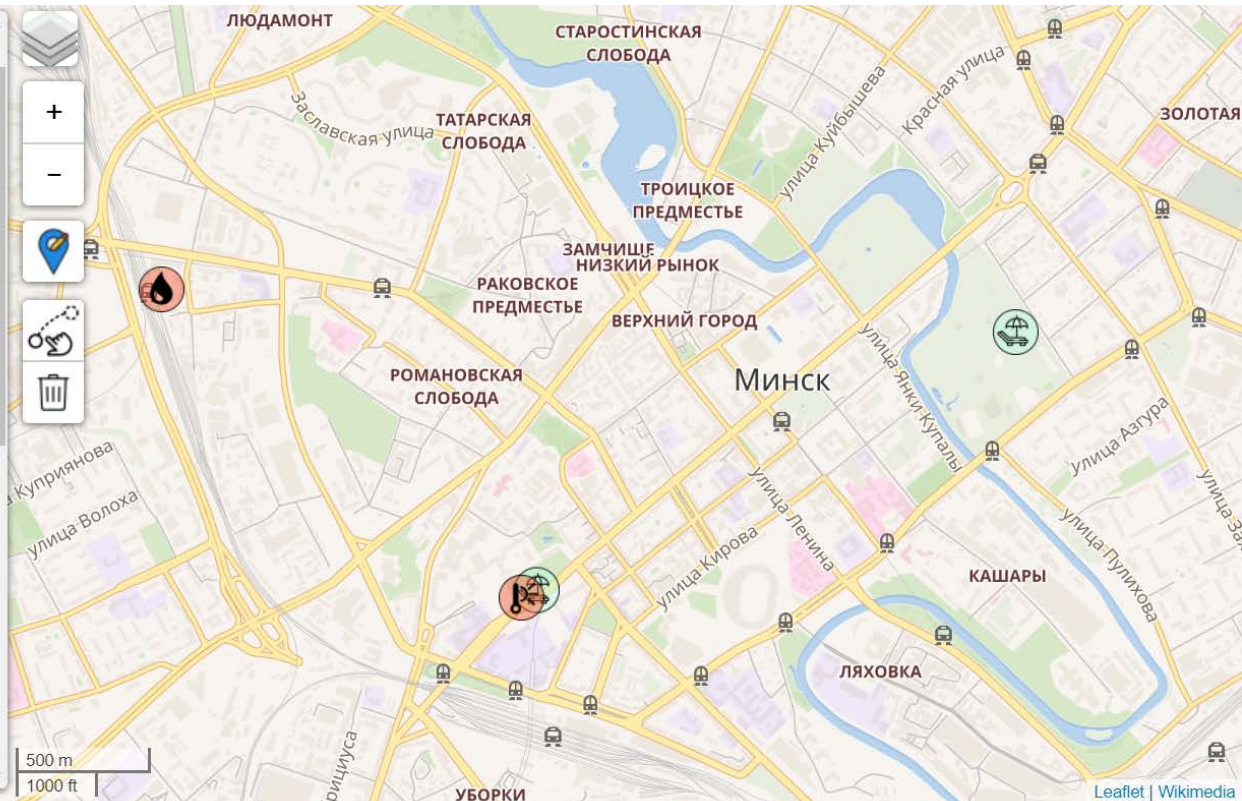 ЛЮДАМОНТ
СТАРОСТИНСКАЯ
СЛОБОДА
Красная улица
улица Куйбышева
Заславская улица
ТАТАРСКАЯ
СЛОБОДА
ЗОЛОТАЯ
+
−
ТРОИЦКОЕ
ПРЕДМЕСТЬЕ
ЗАМЧИЩЕ
НИЗКИЙ РЫНОК
РАКОВСКОЕ
ПРЕДМЕСТЬЕ
ВЕРХНИЙ ГОРОД
РОМАНОВСКАЯ
СЛОБОДА
Минск
улица Янки Купалы
улица Азгура
Куприянова
улица Волоха
улица Ленина
улица Кирова
улица Пулихова
улица
КАШАРЫ
ЛЯХОВКА
500 m
1000 ft
УБОРКИ
Leaflet | Wikimedia